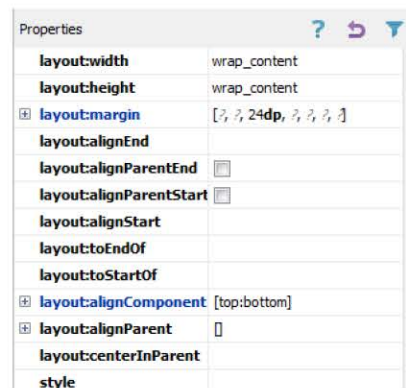 Properties ?
layout:width wrap_content
layout:height wrap_content
layout:margin [?, ?, 24dp, ?, ?, ?, ?]
layout:alignEnd
layout:alignParentEnd
layout:alignParentStart
layout:alignStart
layout:toEndOf
layout:toStartOf
layout:alignComponent [top:bottom]
layout:alignParent []
layout:centerInParent
style